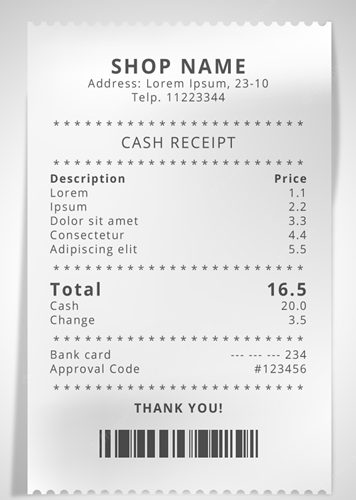 SHOP NAME
Address: Lorem Ipsum, 23-10
Telp. 11223344
* * * * * * * * * * * * * * * * * * * * * * * *
CASH RECEIPT
* * * * * * * * * * * * * * * * * * * * * * * *
Description Price
Lorem 1.1
Ipsum 2.2
Dolor sit amet 3.3
Consectetur 4.4
Adipiscing elit 5.5
* * * * * * * * * * * * * * * * * * * * * * * *
Total 16.5
Cash 20.0
Change 3.5
* * * * * * * * * * * * * * * * * * * * * * * *
Bank card --- --- --- 234
Approval Code #123456
* * * * * * * * * * * * * * * * * * * * * * * *
THANK YOU!